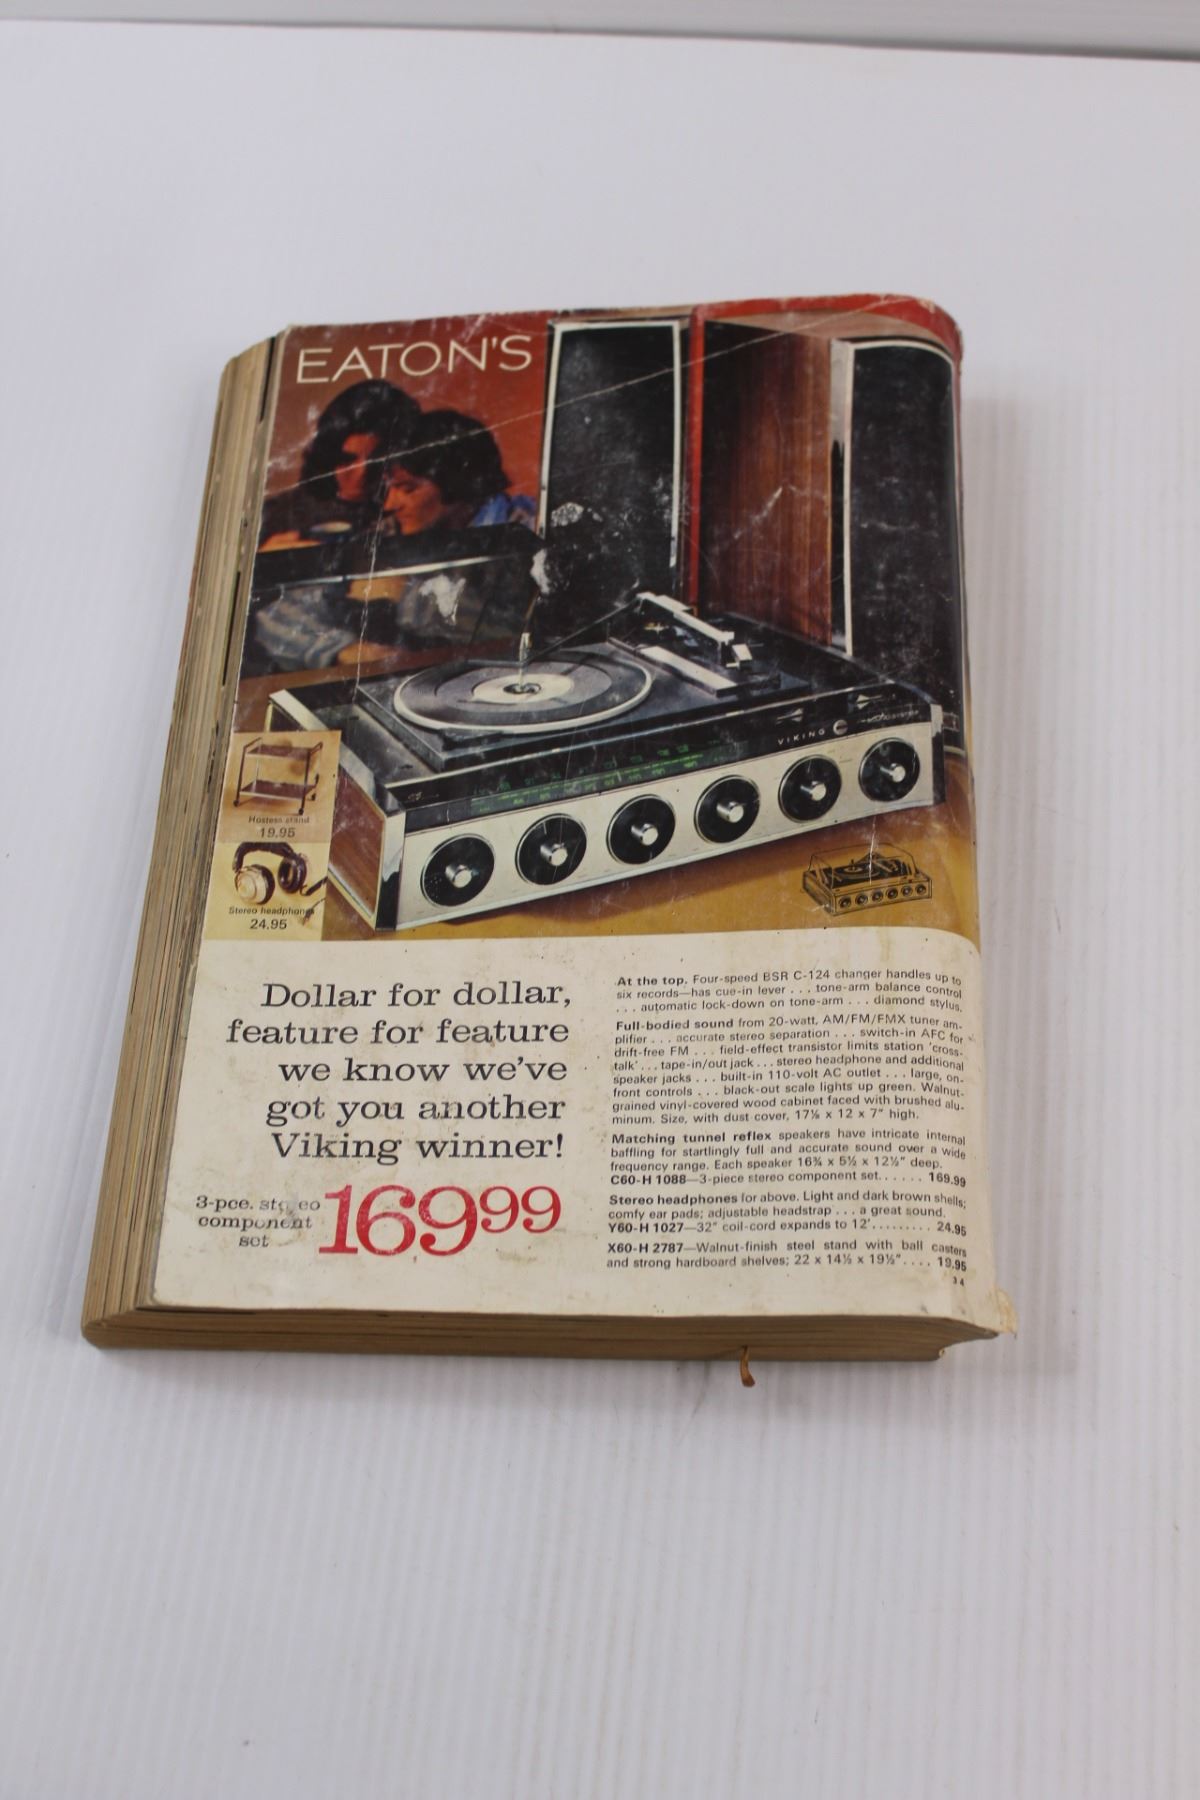 EATON'S
VIKING
Hostess stand
19.95
Stereo headphones
24.95
Dollar for dollar,
feature for feature
we know we've
got you another
Viking winner!
3-pce. stereo
component
set
169 99
At the top. Four-speed BSR C-124 changer handles up to
six records—has cue-in lever . . . tone-arm balance control
. . . automatic lock-down on tone-arm . . . diamond stylus.
Full-bodied sound from 20-watt, AM/FM/FMX tuner am-
plifier . . . accurate stereo separation . . . switch-in AFC for
drift-free FM . . . field-effect transistor limits station 'cross-
talk' . . . tape-in/out jack . . . stereo headphone and additional
speaker jacks . . . built-in 110-volt AC outlet . . . large, on-
front controls . . . black-out scale lights up green. Walnut-
grained vinyl-covered wood cabinet faced with brushed alu-
minum. Size, with dust cover, 17⅛ x 12 x 7" high.
Matching tunnel reflex speakers have intricate internal
baffling for startlingly full and accurate sound over a wide
frequency range. Each speaker 16¾ x 5½ x 12½" deep.
C60-H 1088—3-piece stereo component set. . . . . . 169.99
Stereo headphones for above. Light and dark brown shells;
comfy ear pads; adjustable headstrap . . . a great sound.
Y60-H 1027—32" coil-cord expands to 12'. . . . . . . . . 24.95
X60-H 2787—Walnut-finish steel stand with ball casters
and strong hardboard shelves; 22 x 14½ x 19½". . . . 19.95
34